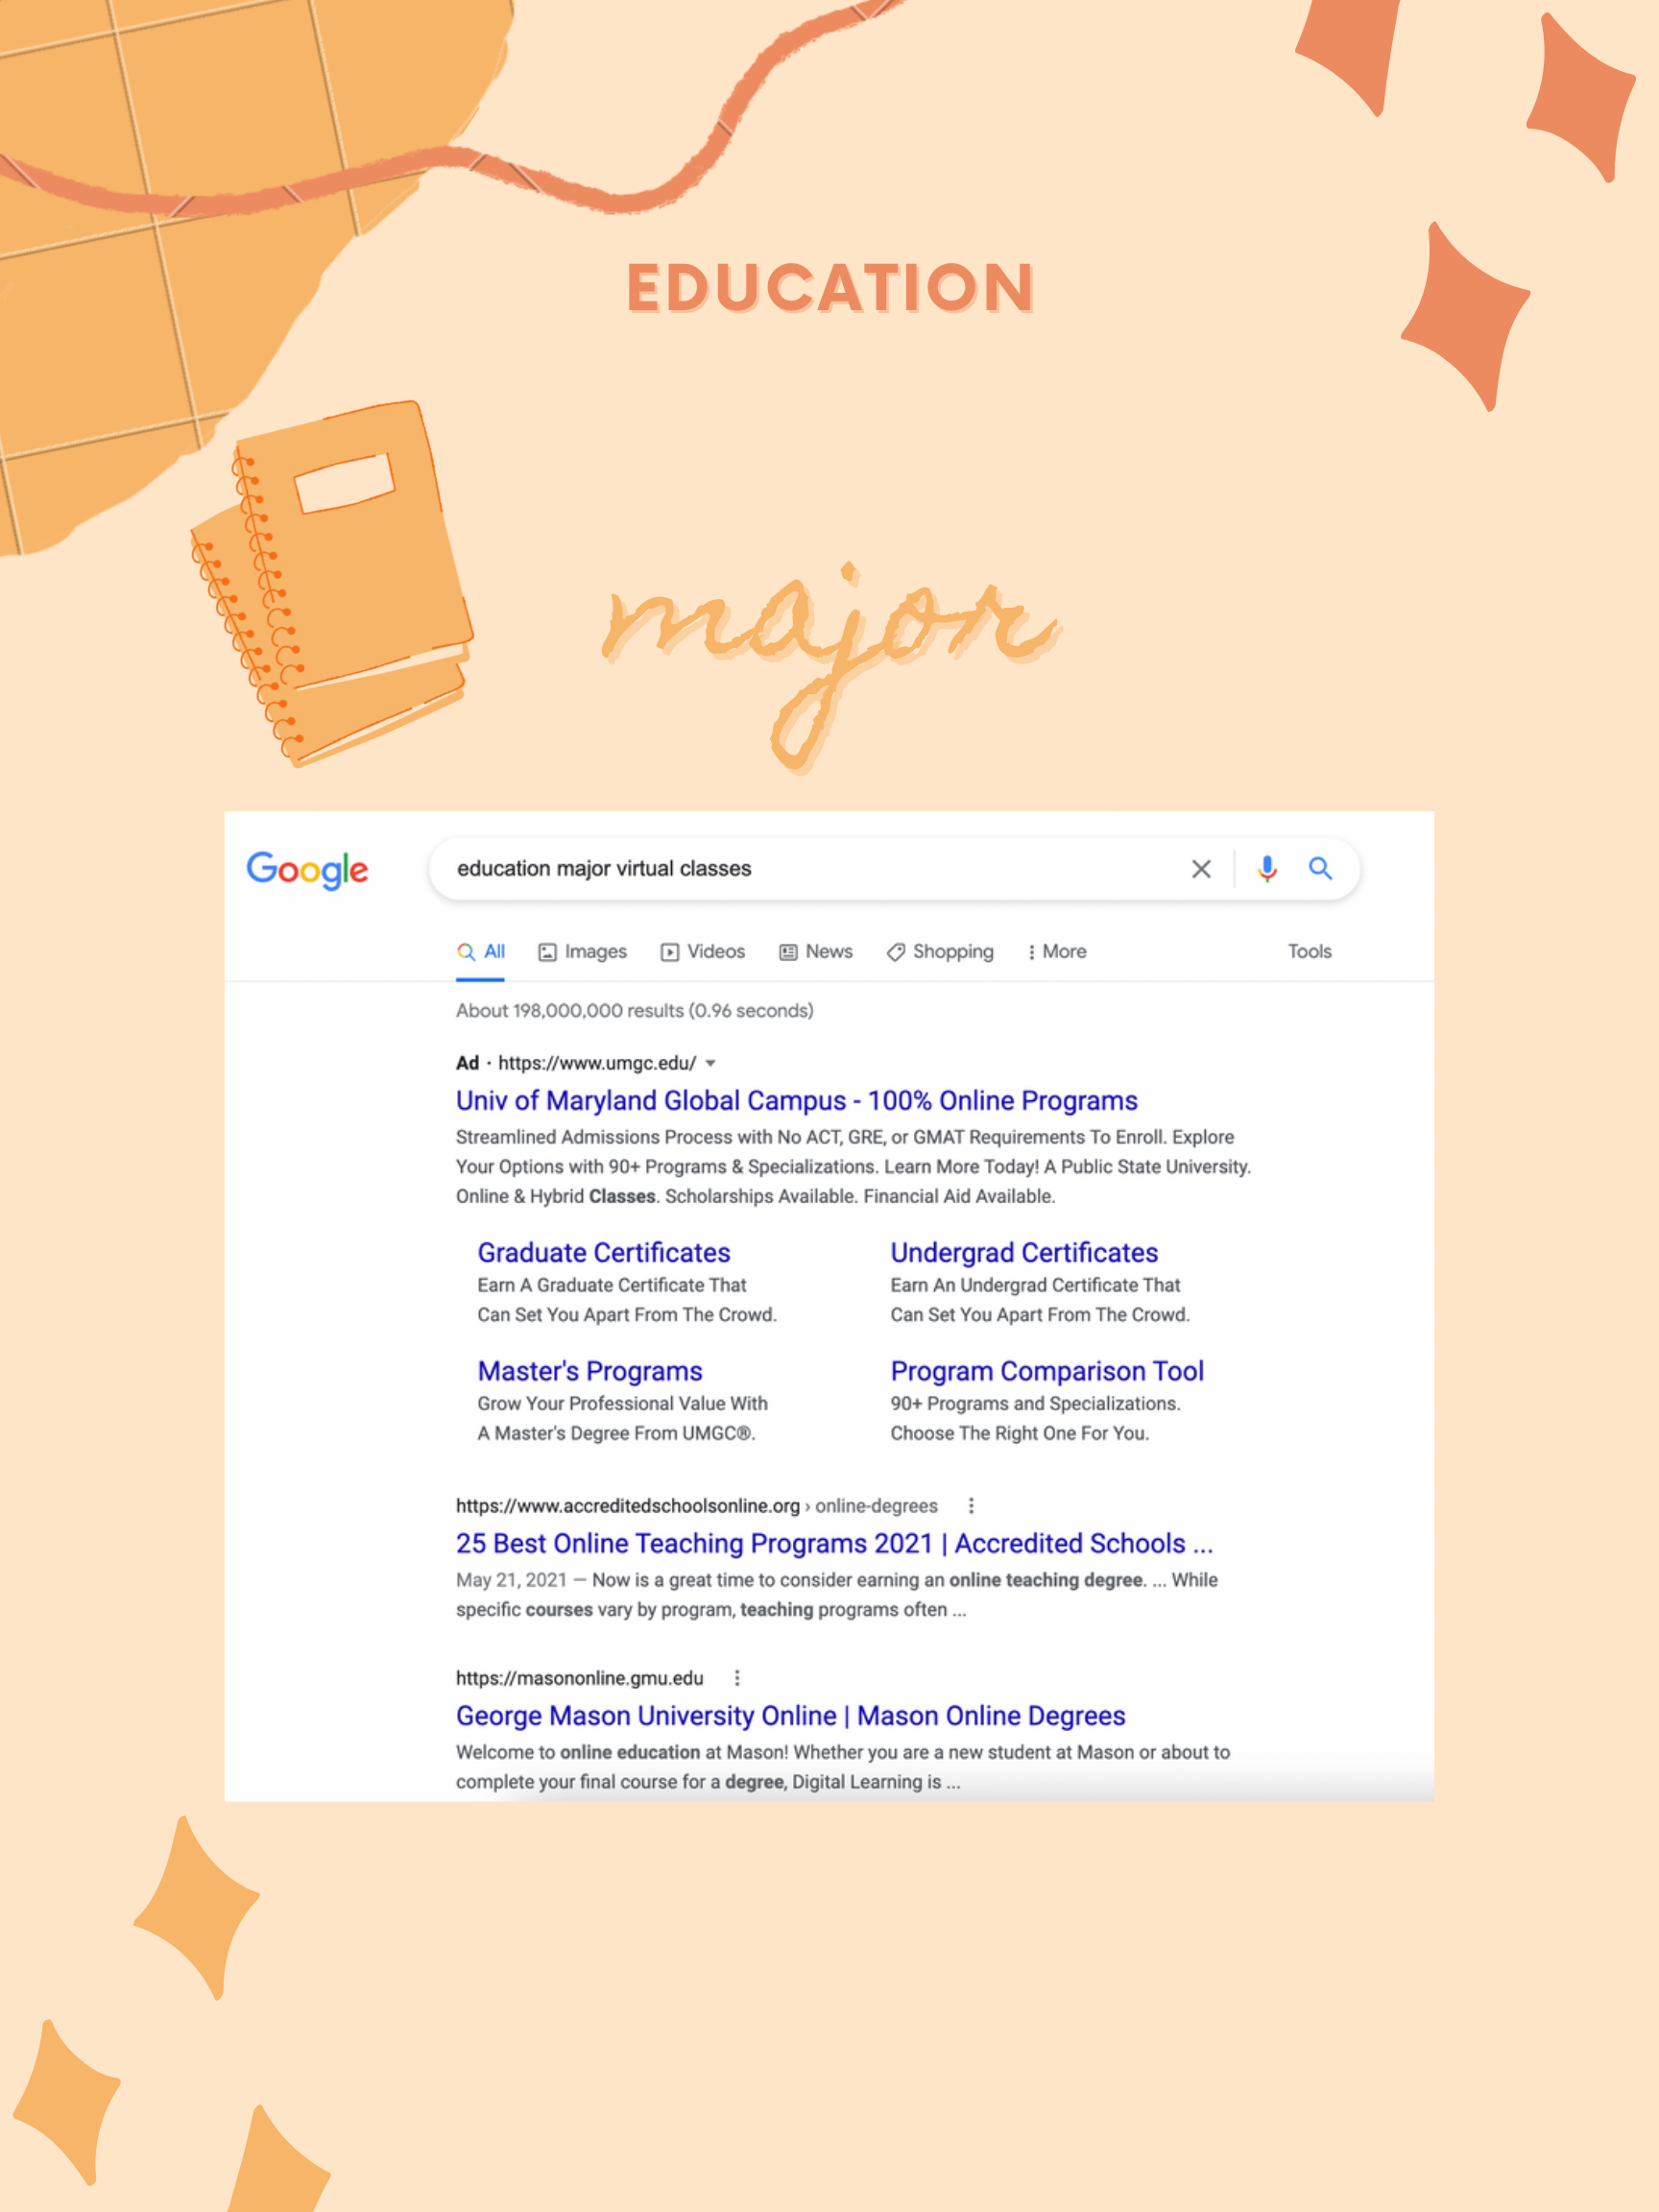 EDUCATION
major
Google
education major virtual classes
All Images Videos News Shopping More Tools
About 198,000,000 results (0.96 seconds)
Ad · https://www.umgc.edu/
Univ of Maryland Global Campus - 100% Online Programs
Streamlined Admissions Process with No ACT, GRE, or GMAT Requirements To Enroll. Explore
Your Options with 90+ Programs & Specializations. Learn More Today! A Public State University.
Online & Hybrid Classes. Scholarships Available. Financial Aid Available.
Graduate Certificates
Earn A Graduate Certificate That
Can Set You Apart From The Crowd.
Undergrad Certificates
Earn An Undergrad Certificate That
Can Set You Apart From The Crowd.
Master's Programs
Grow Your Professional Value With
A Master's Degree From UMGC®.
Program Comparison Tool
90+ Programs and Specializations.
Choose The Right One For You.
https://www.accreditedschoolsonline.org › online-degrees
25 Best Online Teaching Programs 2021 | Accredited Schools ...
May 21, 2021 — Now is a great time to consider earning an online teaching degree. ... While
specific courses vary by program, teaching programs often ...
https://masononline.gmu.edu
George Mason University Online | Mason Online Degrees
Welcome to online education at Mason! Whether you are a new student at Mason or about to
complete your final course for a degree, Digital Learning is ...